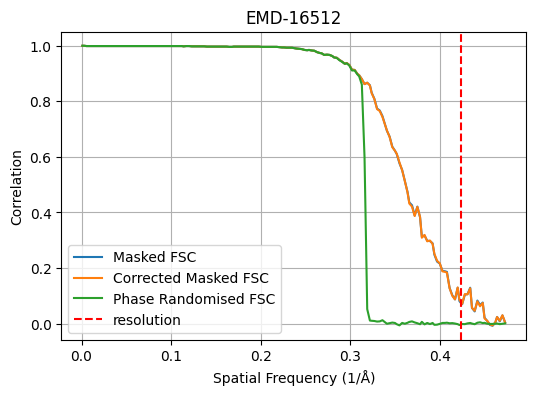 EMD-16512
1.0
0.8
0.6
0.4
0.2
0.0
Correlation
Masked FSC
Corrected Masked FSC
Phase Randomised FSC
resolution
0.0 0.1 0.2 0.3 0.4
Spatial Frequency (1/Å)